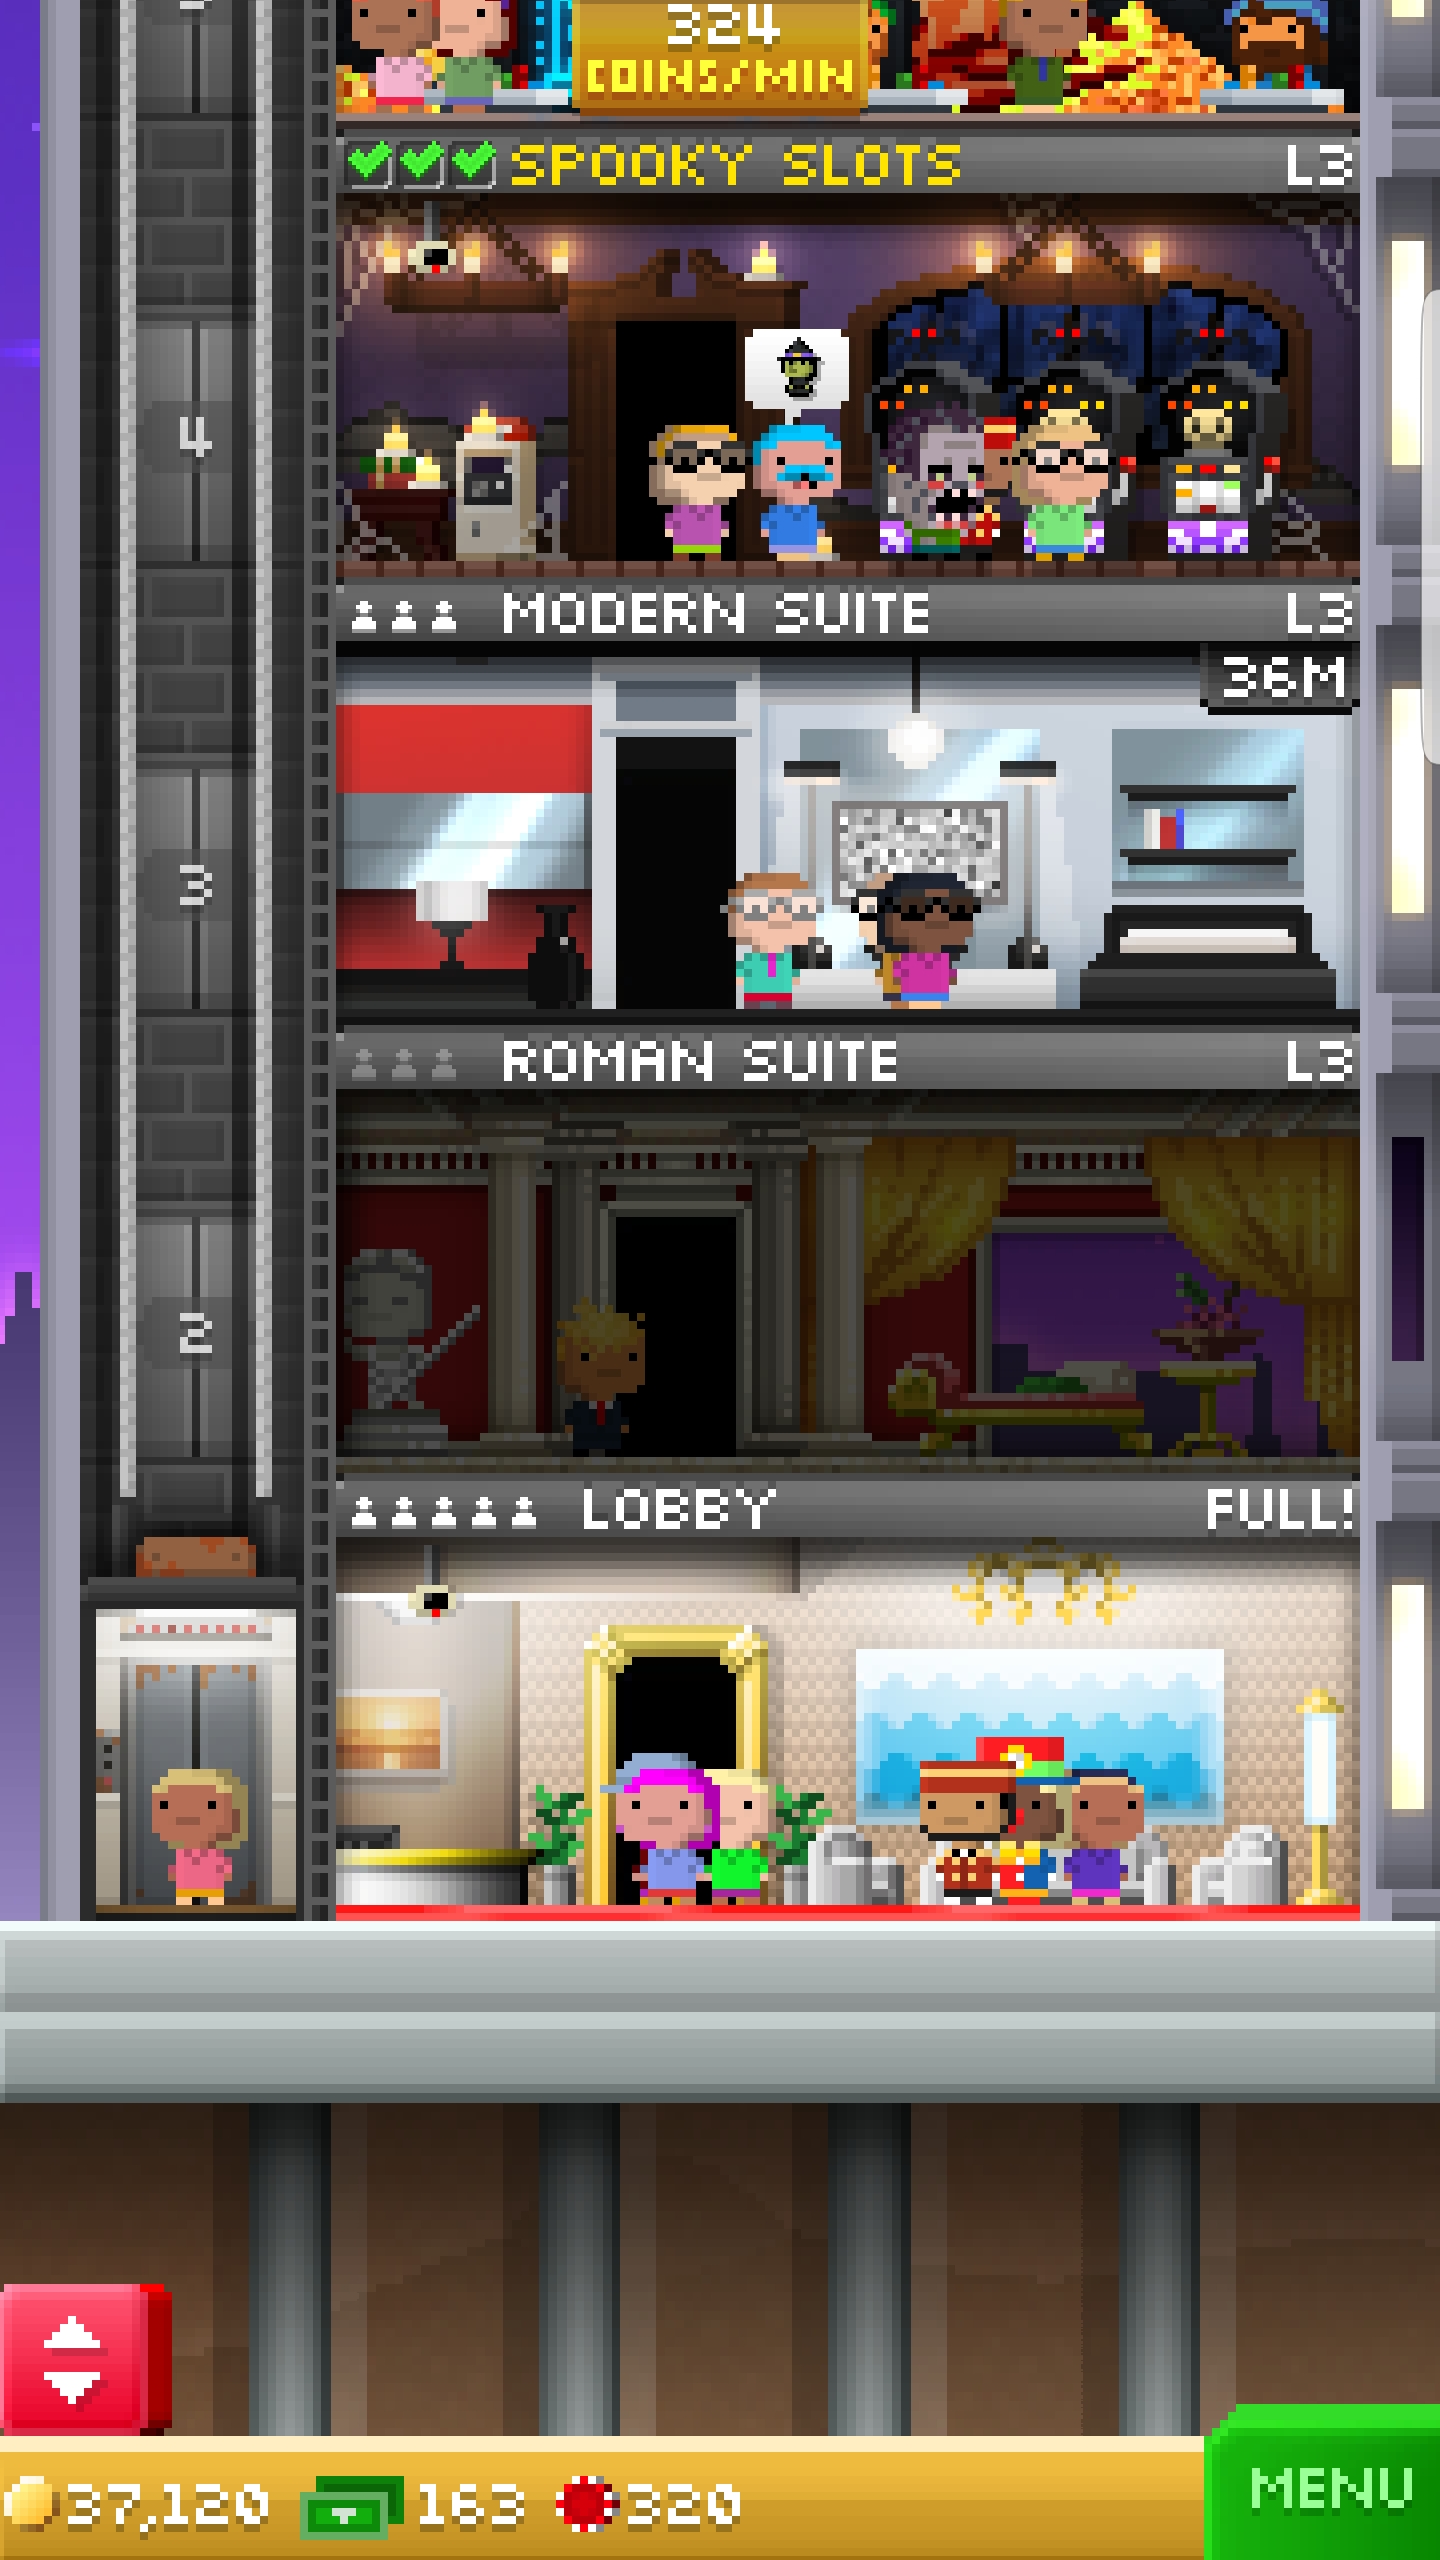 324
COINS/MIN
SPOOKY SLOTS L3
4
MODERN SUITE L3
36M
3
ROMAN SUITE L3
2
LOBBY FULL!
37,120 163 320 MENU